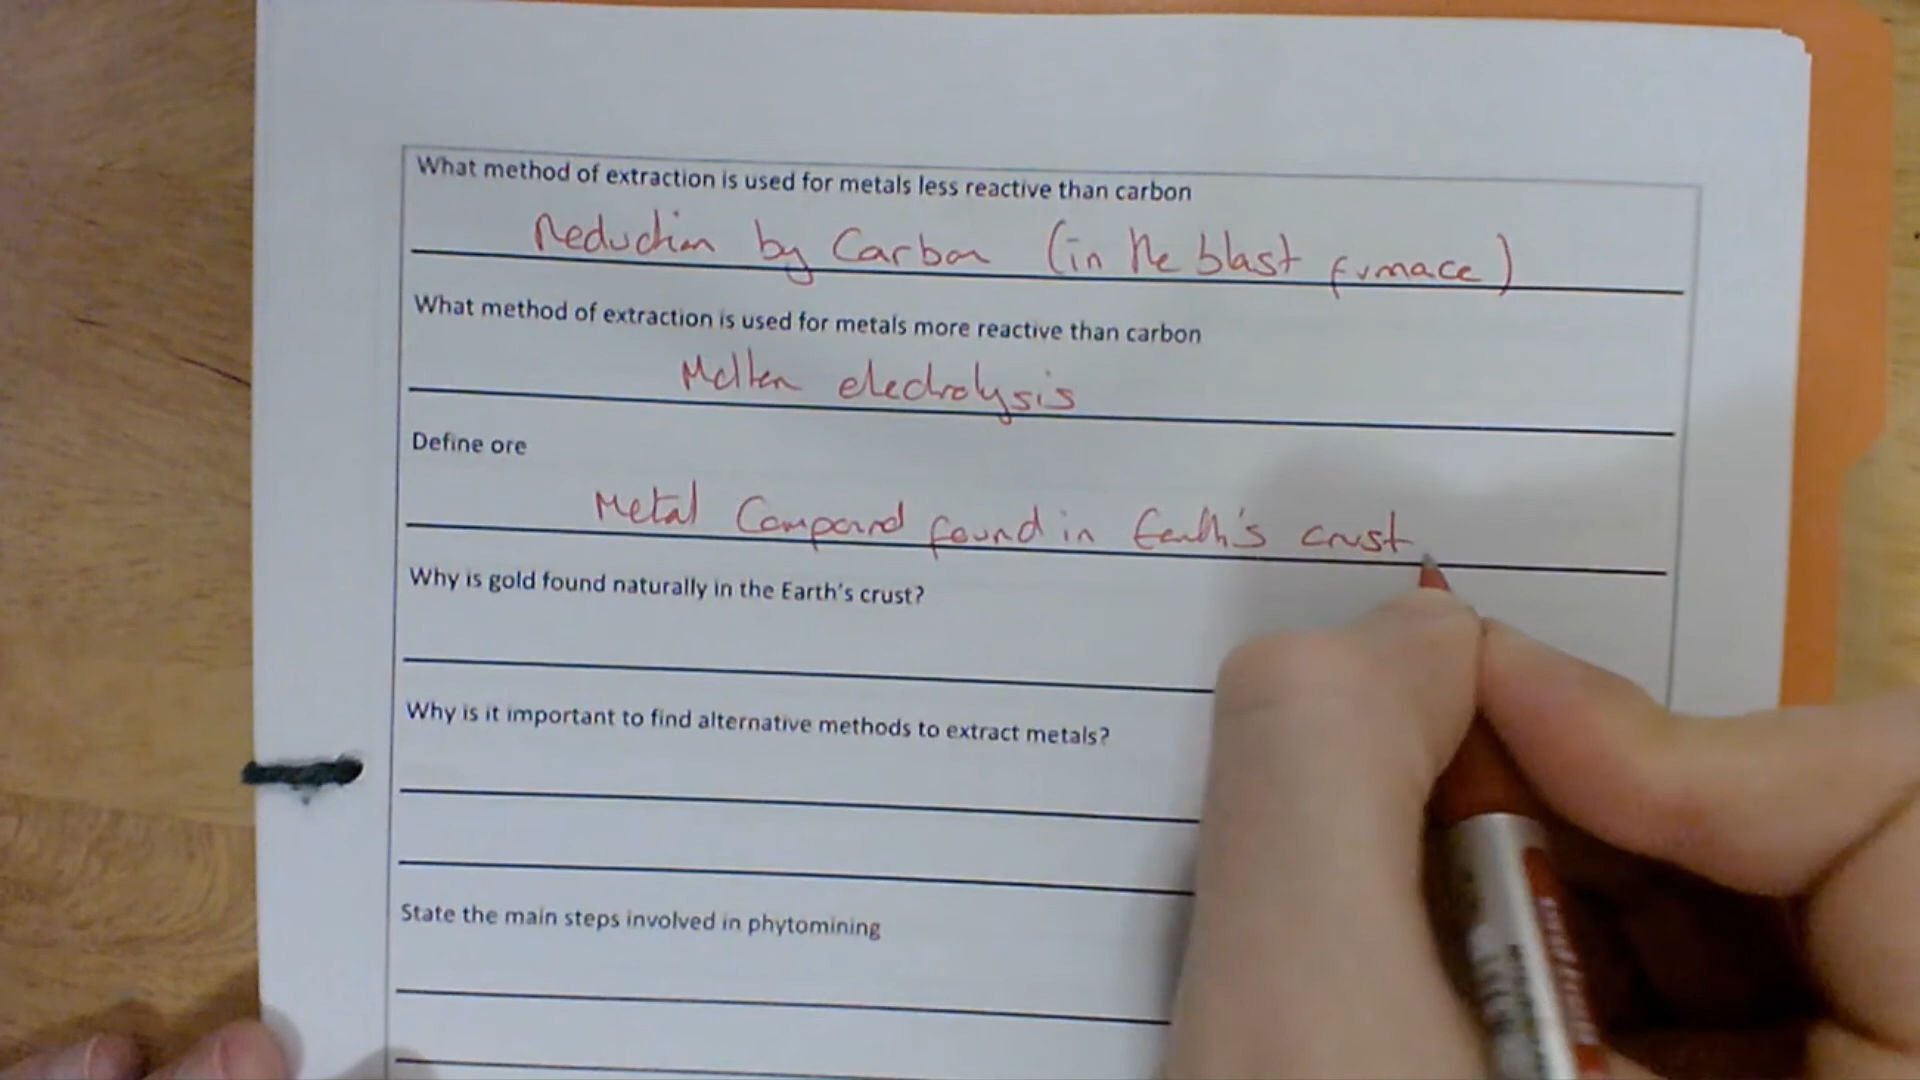 What method of extraction is used for metals less reactive than carbon
Reduction by Carbon (in the blast furnace)
What method of extraction is used for metals more reactive than carbon
Molten electrolysis
Define ore
Metal Compound found in Earth's crust
Why is gold found naturally in the Earth's crust?
Why is it important to find alternative methods to extract metals?
State the main steps involved in phytomining